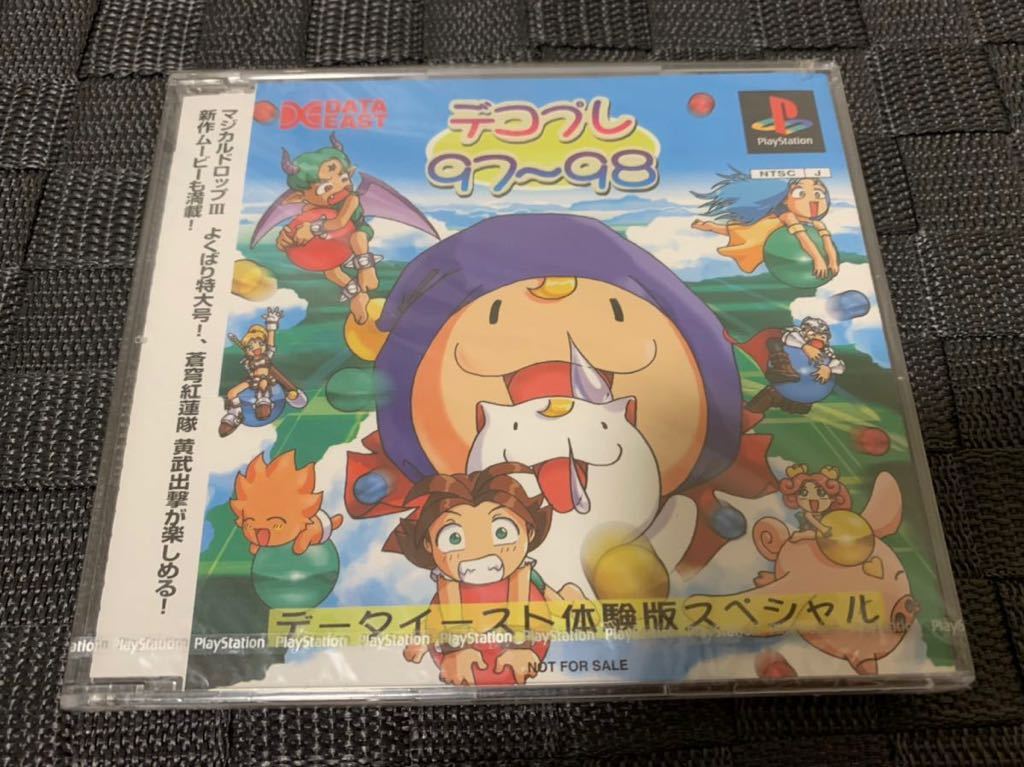 マジカルドロップIII よくばり特大号!、蒼穹紅蓮隊 黄武出撃が楽しめる!
新作ムービーも満載!
DATA
EAST
デコプレ
97〜98
PlayStation
NTSC J
データイースト体験版スペシャル
PlayStation PlayStation PlayStation PlayStation PlayStation
NOT FOR SALE